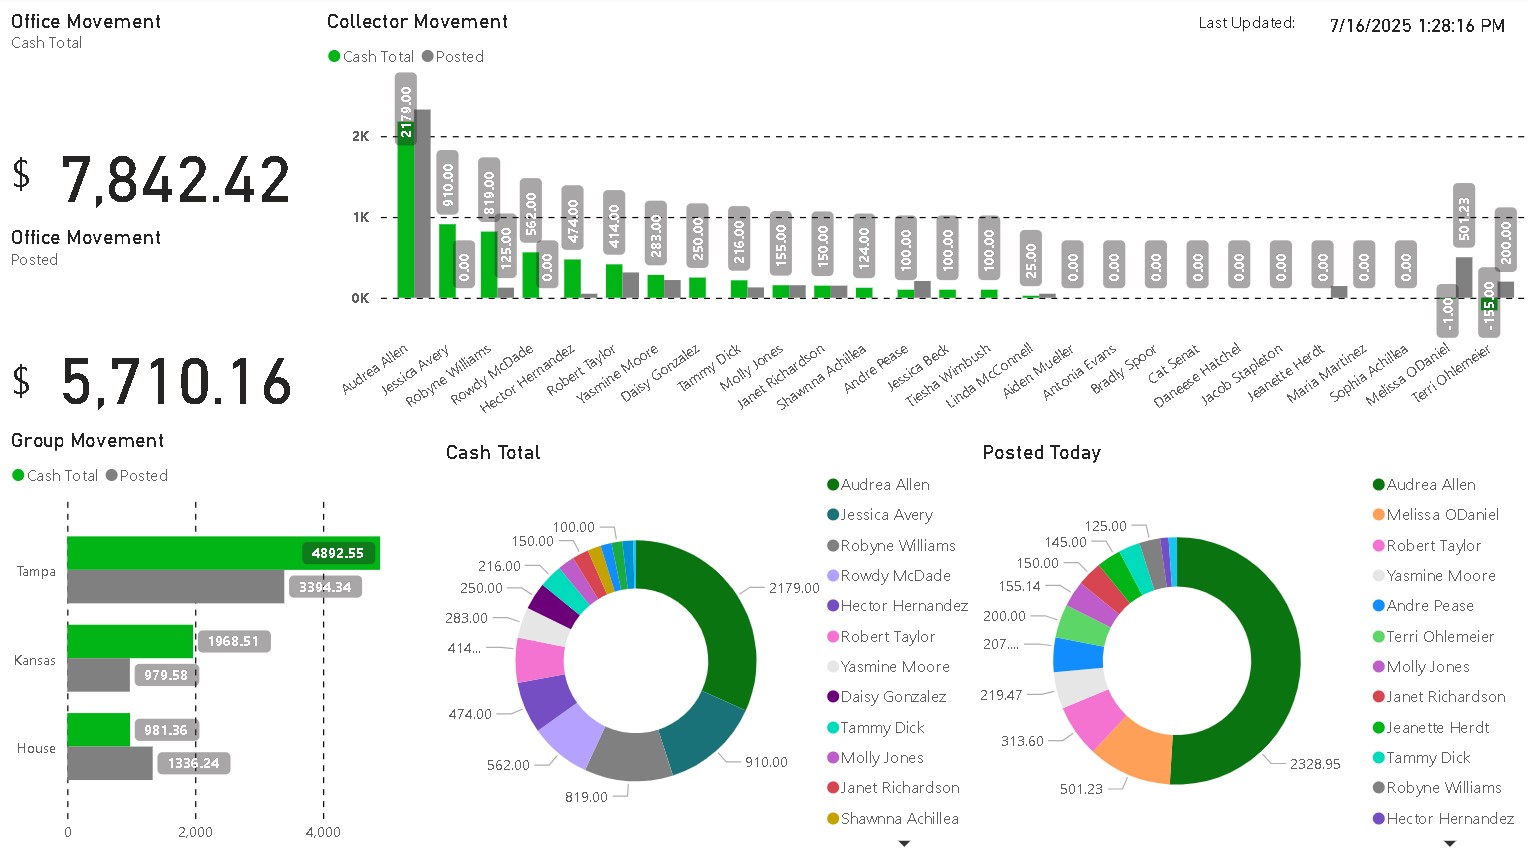 Office Movement
Cash Total
$ 7,842.42
Office Movement
Posted
$ 5,710.16
Collector Movement
Cash Total Posted
Last Updated: 7/16/2025 1:28:16 PM
2K
1K
0K
2179.00
910.00
0.00
819.00
125.00
562.00
0.00
474.00
414.00
283.00
250.00
216.00
155.00
150.00
124.00
100.00
100.00
100.00
25.00
0.00
0.00
0.00
0.00
0.00
0.00
0.00
0.00
0.00
-1.00
501.23
-155.00
200.00
Audrea Allen
Jessica Avery
Robyne Williams
Rowdy McDade
Hector Hernandez
Robert Taylor
Yasmine Moore
Daisy Gonzalez
Tammy Dick
Molly Jones
Janet Richardson
Shawnna Achillea
Andre Pease
Jessica Beck
Tiesha Wimbush
Linda McConnell
Aiden Mueller
Antonia Evans
Bradly Spoor
Cat Senat
Daneese Hatchel
Jacob Stapleton
Jeanette Herdt
Maria Martinez
Sophia Achillea
Melissa ODaniel
Terri Ohlemeier
Group Movement
Cash Total Posted
Tampa
4892.55
3394.34
Kansas
1968.51
979.58
House
981.36
1336.24
0 2,000 4,000
Cash Total
100.00
150.00
216.00
250.00
283.00
414...
474.00
562.00
819.00
910.00
2179.00
Audrea Allen
Jessica Avery
Robyne Williams
Rowdy McDade
Hector Hernandez
Robert Taylor
Yasmine Moore
Daisy Gonzalez
Tammy Dick
Molly Jones
Janet Richardson
Shawnna Achillea
Posted Today
125.00
145.00
150.00
155.14
200.00
207....
219.47
313.60
501.23
2328.95
Audrea Allen
Melissa ODaniel
Robert Taylor
Yasmine Moore
Andre Pease
Terri Ohlemeier
Molly Jones
Janet Richardson
Jeanette Herdt
Tammy Dick
Robyne Williams
Hector Hernandez